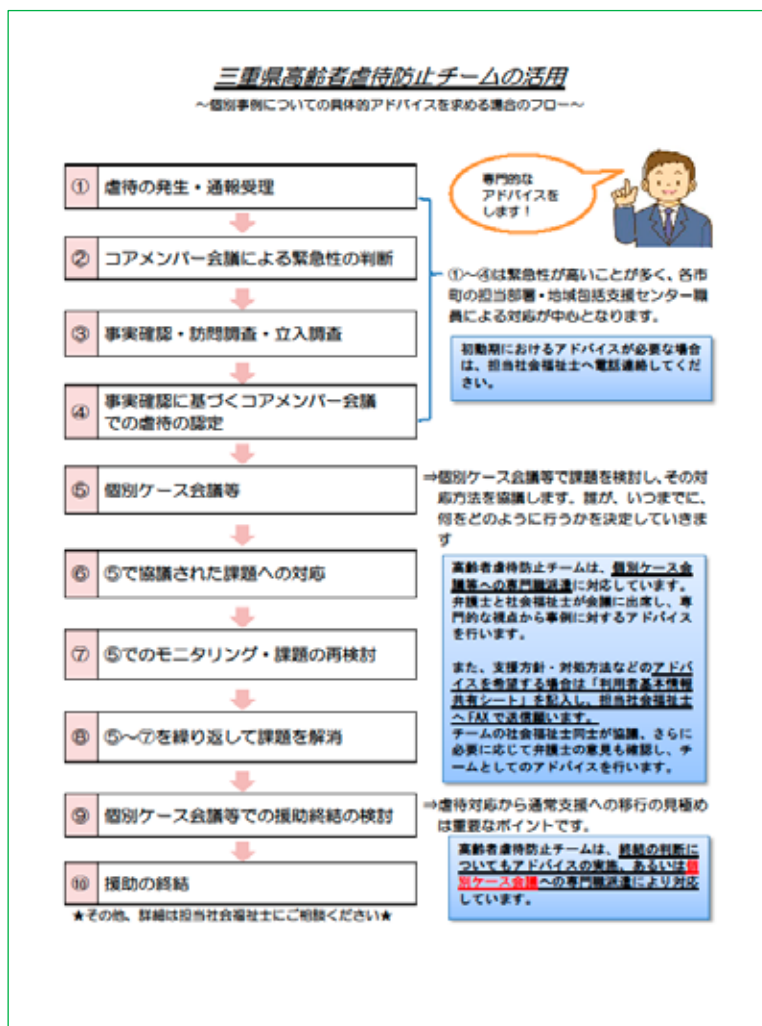 三重県高齢者虐待防止チームの活用
～個別事例についての具体的アドバイスを求める場合のフロー～
専門的な
アドバイスを
します！
① 虐待の発生・通報受理
② コアメンバー会議による緊急性の判断
①～④は緊急性が高いことが多く、各市
町の担当部署・地域包括支援センター職
員による対応が中心となります。
③ 事実確認・訪問調査・立入調査
初動期におけるアドバイスが必要な場合
は、担当社会福祉士へ電話連絡してくだ
さい。
④ 事実確認に基づくコアメンバー会議
での虐待の認定
⑤ 個別ケース会議等
⇒個別ケース会議等で課題を検討し、その対
応方法を協議します。誰が、いつまでに、
何をどのように行うかを決定していきま
す
⑥ ⑤で協議された課題への対応
高齢者虐待防止チームは、個別ケース会
議等への専門職派遣に対応しています。
弁護士と社会福祉士が会議に出席し、専
門的な視点から事例に対するアドバイス
を行います。
⑦ ⑤でのモニタリング・課題の再検討
また、支援方針・対処方法などのアドバ
イスを希望する場合は「利用者基本情報
共有シート」を記入し、担当社会福祉士
へFAXで送信願います。
チームの社会福祉士同士が協議、さらに
必要に応じて弁護士の意見も確認し、チ
ームとしてのアドバイスを行います。
⑧ ⑤～⑦を繰り返して課題を解消
⑨ 個別ケース会議等での援助終結の検討
⇒虐待対応から通常支援への移行の見極め
は重要なポイントです。
高齢者虐待防止チームは、終結の判断に
ついてもアドバイスの実施、あるいは個
別ケース会議への専門職派遣により対応
しています。
⑩ 援助の終結
★その他、詳細は担当社会福祉士にご相談ください★